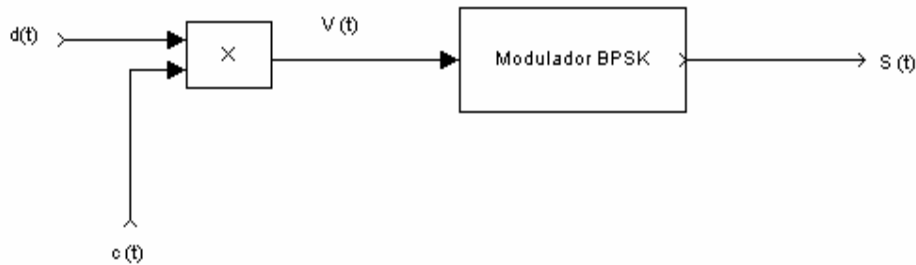 V (t)
d(t)
X
Modulador BPSK
S (t)
c (t)